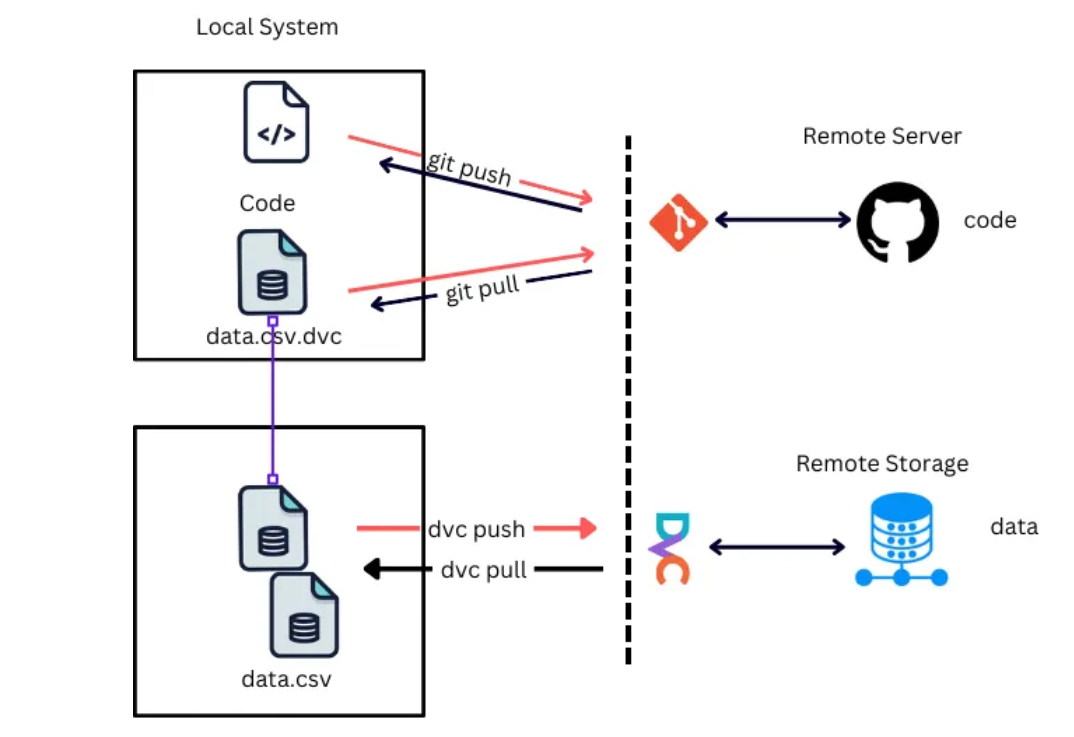 Local System
</>
Code
data.csv.dvc
git push
git pull
Remote Server
code
data.csv
dvc push
dvc pull
DVC
Remote Storage
data